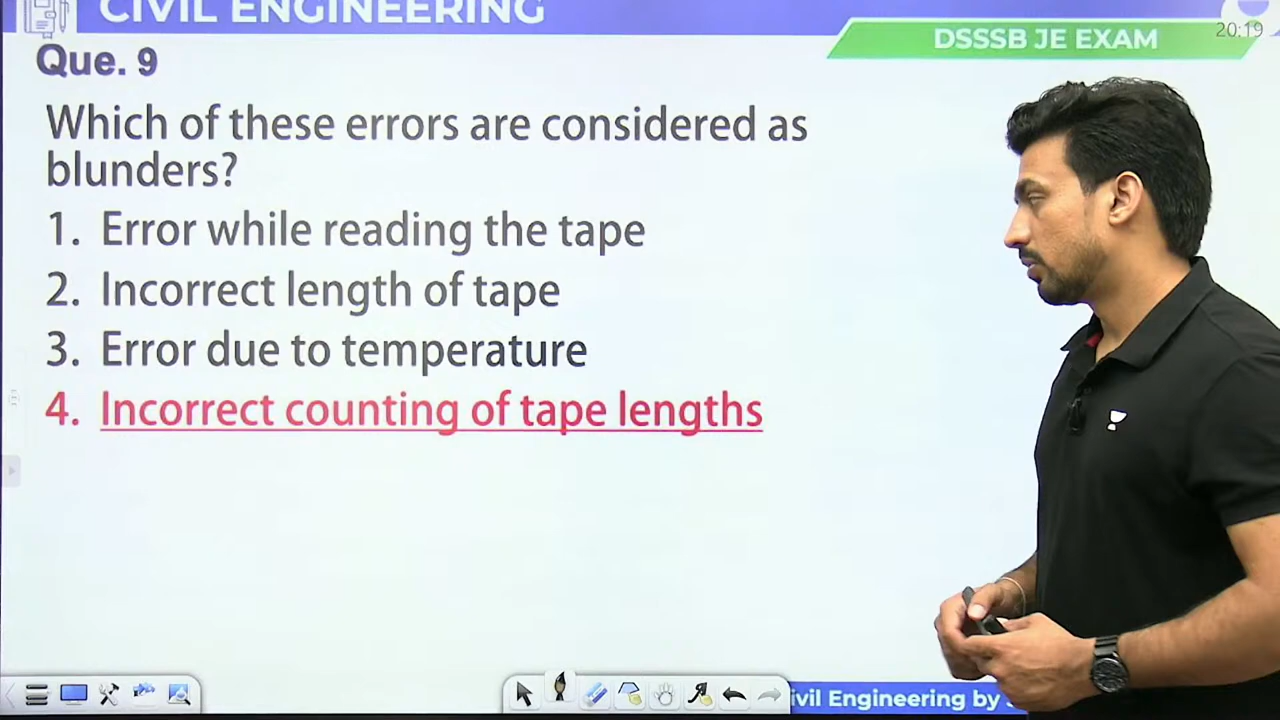 CIVIL ENGINEERING
20:19
DSSSB JE EXAM
Que. 9
Which of these errors are considered as
blunders?
1. Error while reading the tape
2. Incorrect length of tape
3. Error due to temperature
4. Incorrect counting of tape lengths
Engineering by